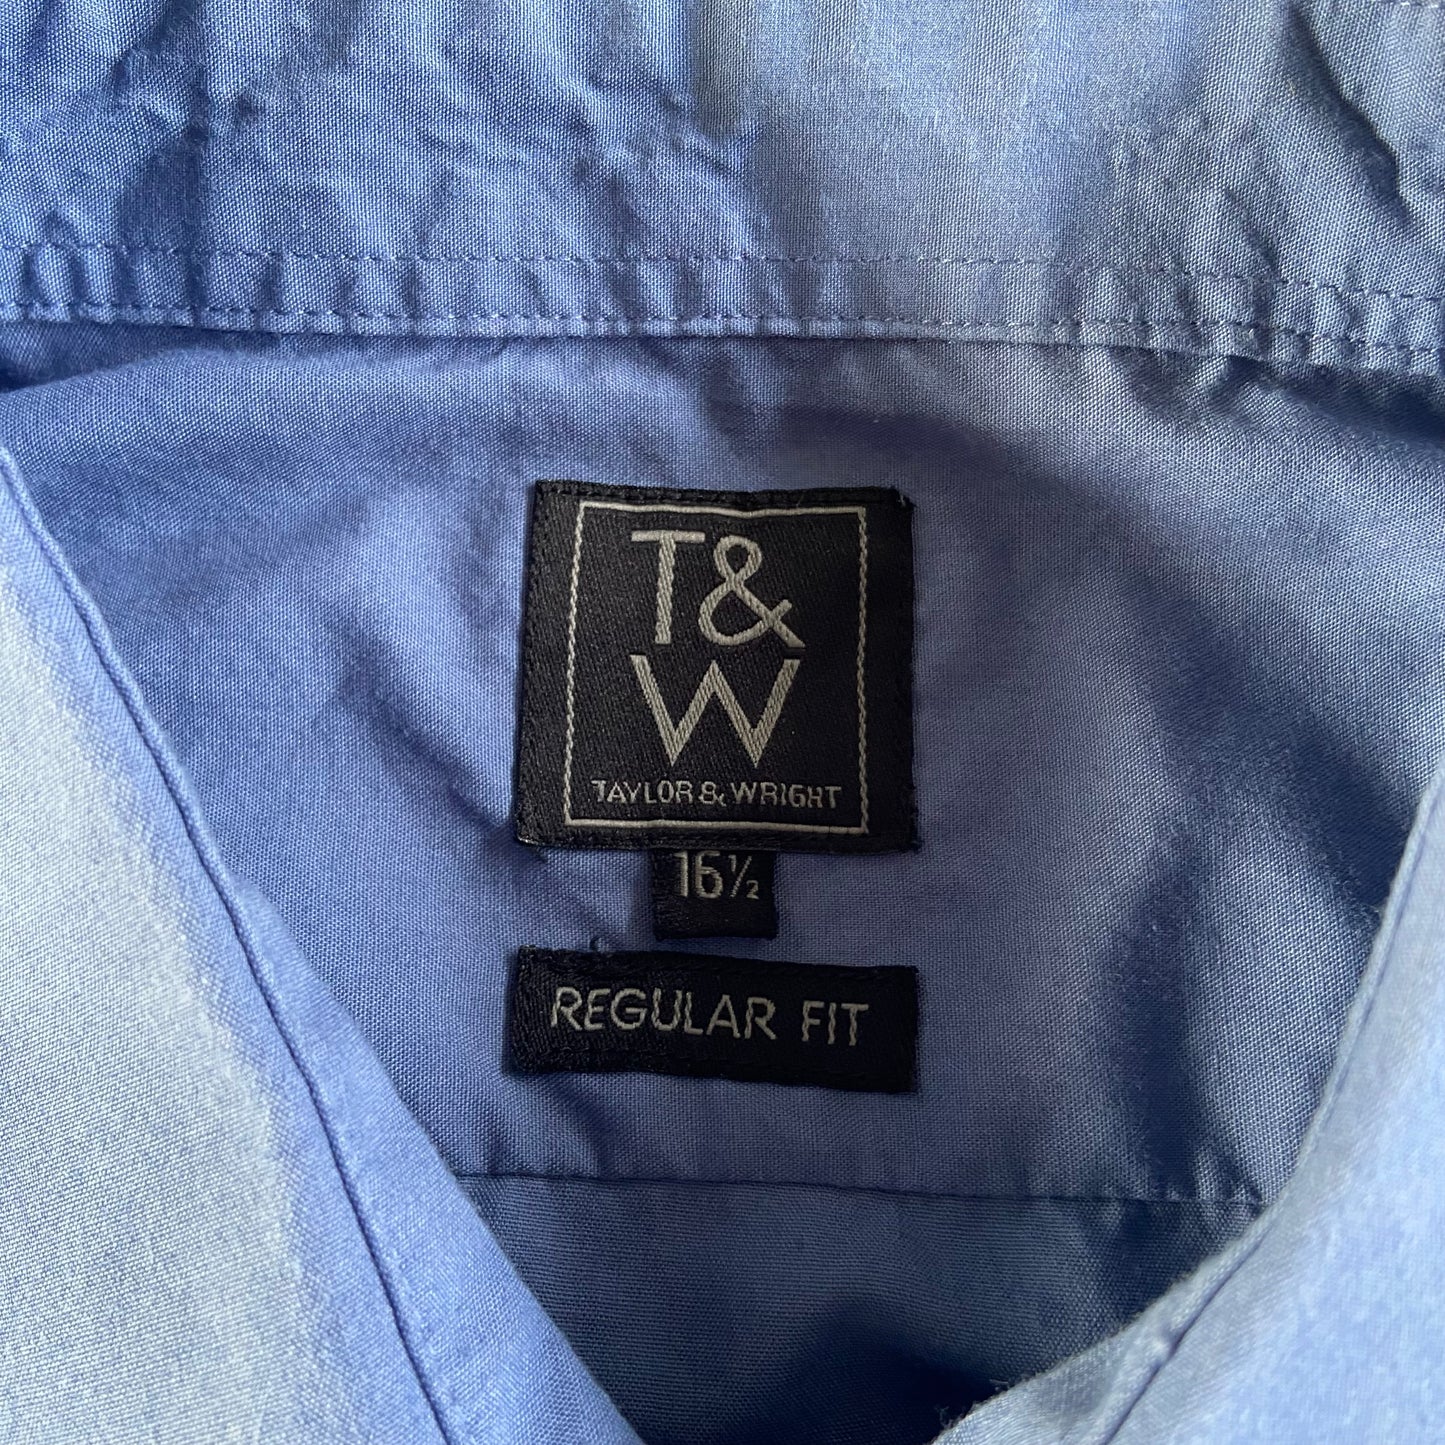 T&
W
TAYLOR & WRIGHT
16½
REGULAR FIT